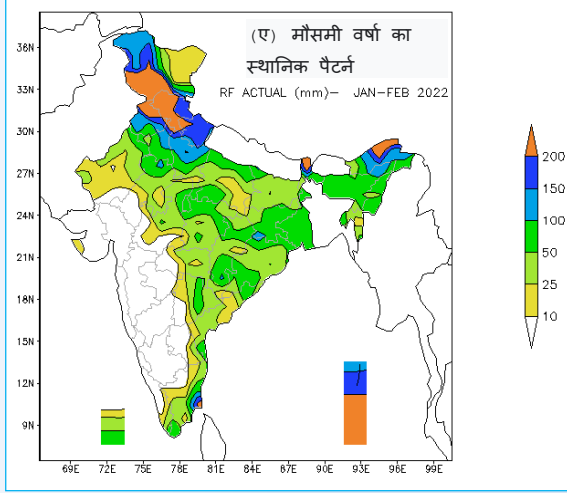 (ए) मौसमी वर्षा का
स्थानिक पैटर्न
RF ACTUAL (mm)– JAN–FEB 2022
36N
33N
30N
27N
24N
21N
18N
15N
12N
9N
69E 72E 75E 78E 81E 84E 87E 90E 93E 96E 99E
200
150
100
50
25
10